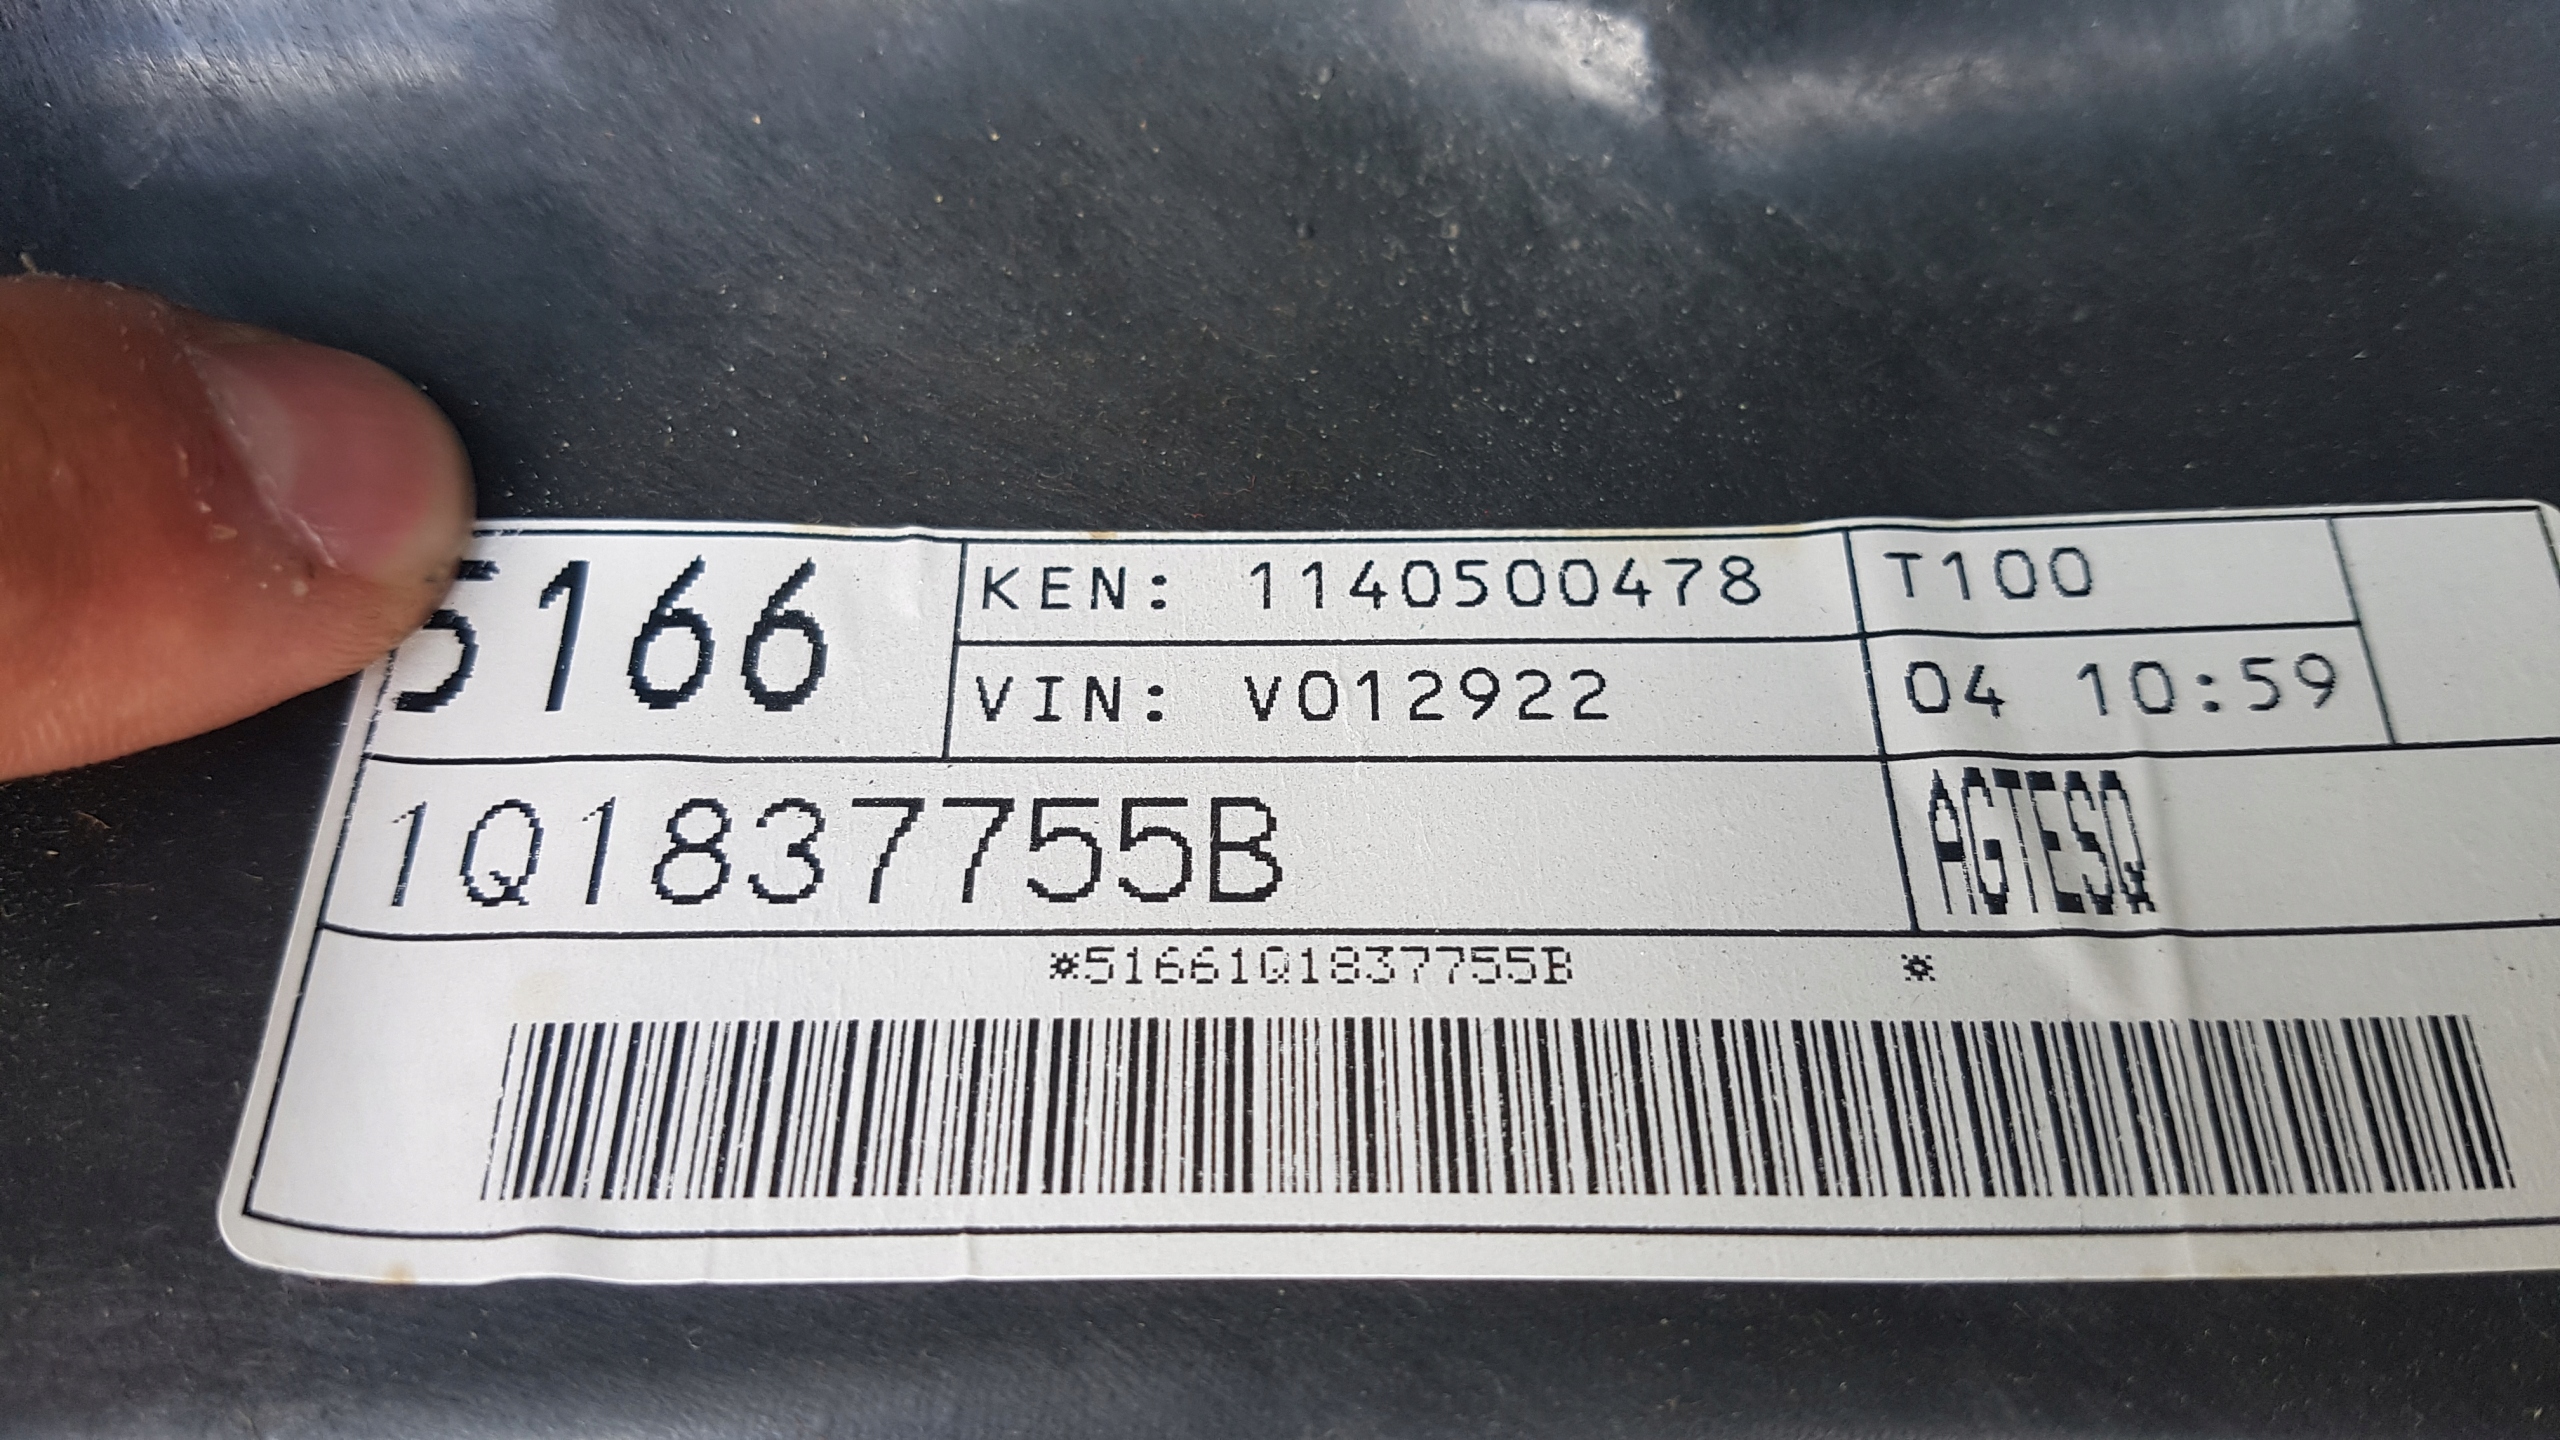 5166 KEN: 1140500478 T100
VIN: V012922 04 10:59
1Q1837755B AGTESQ
*51661Q1837755B *